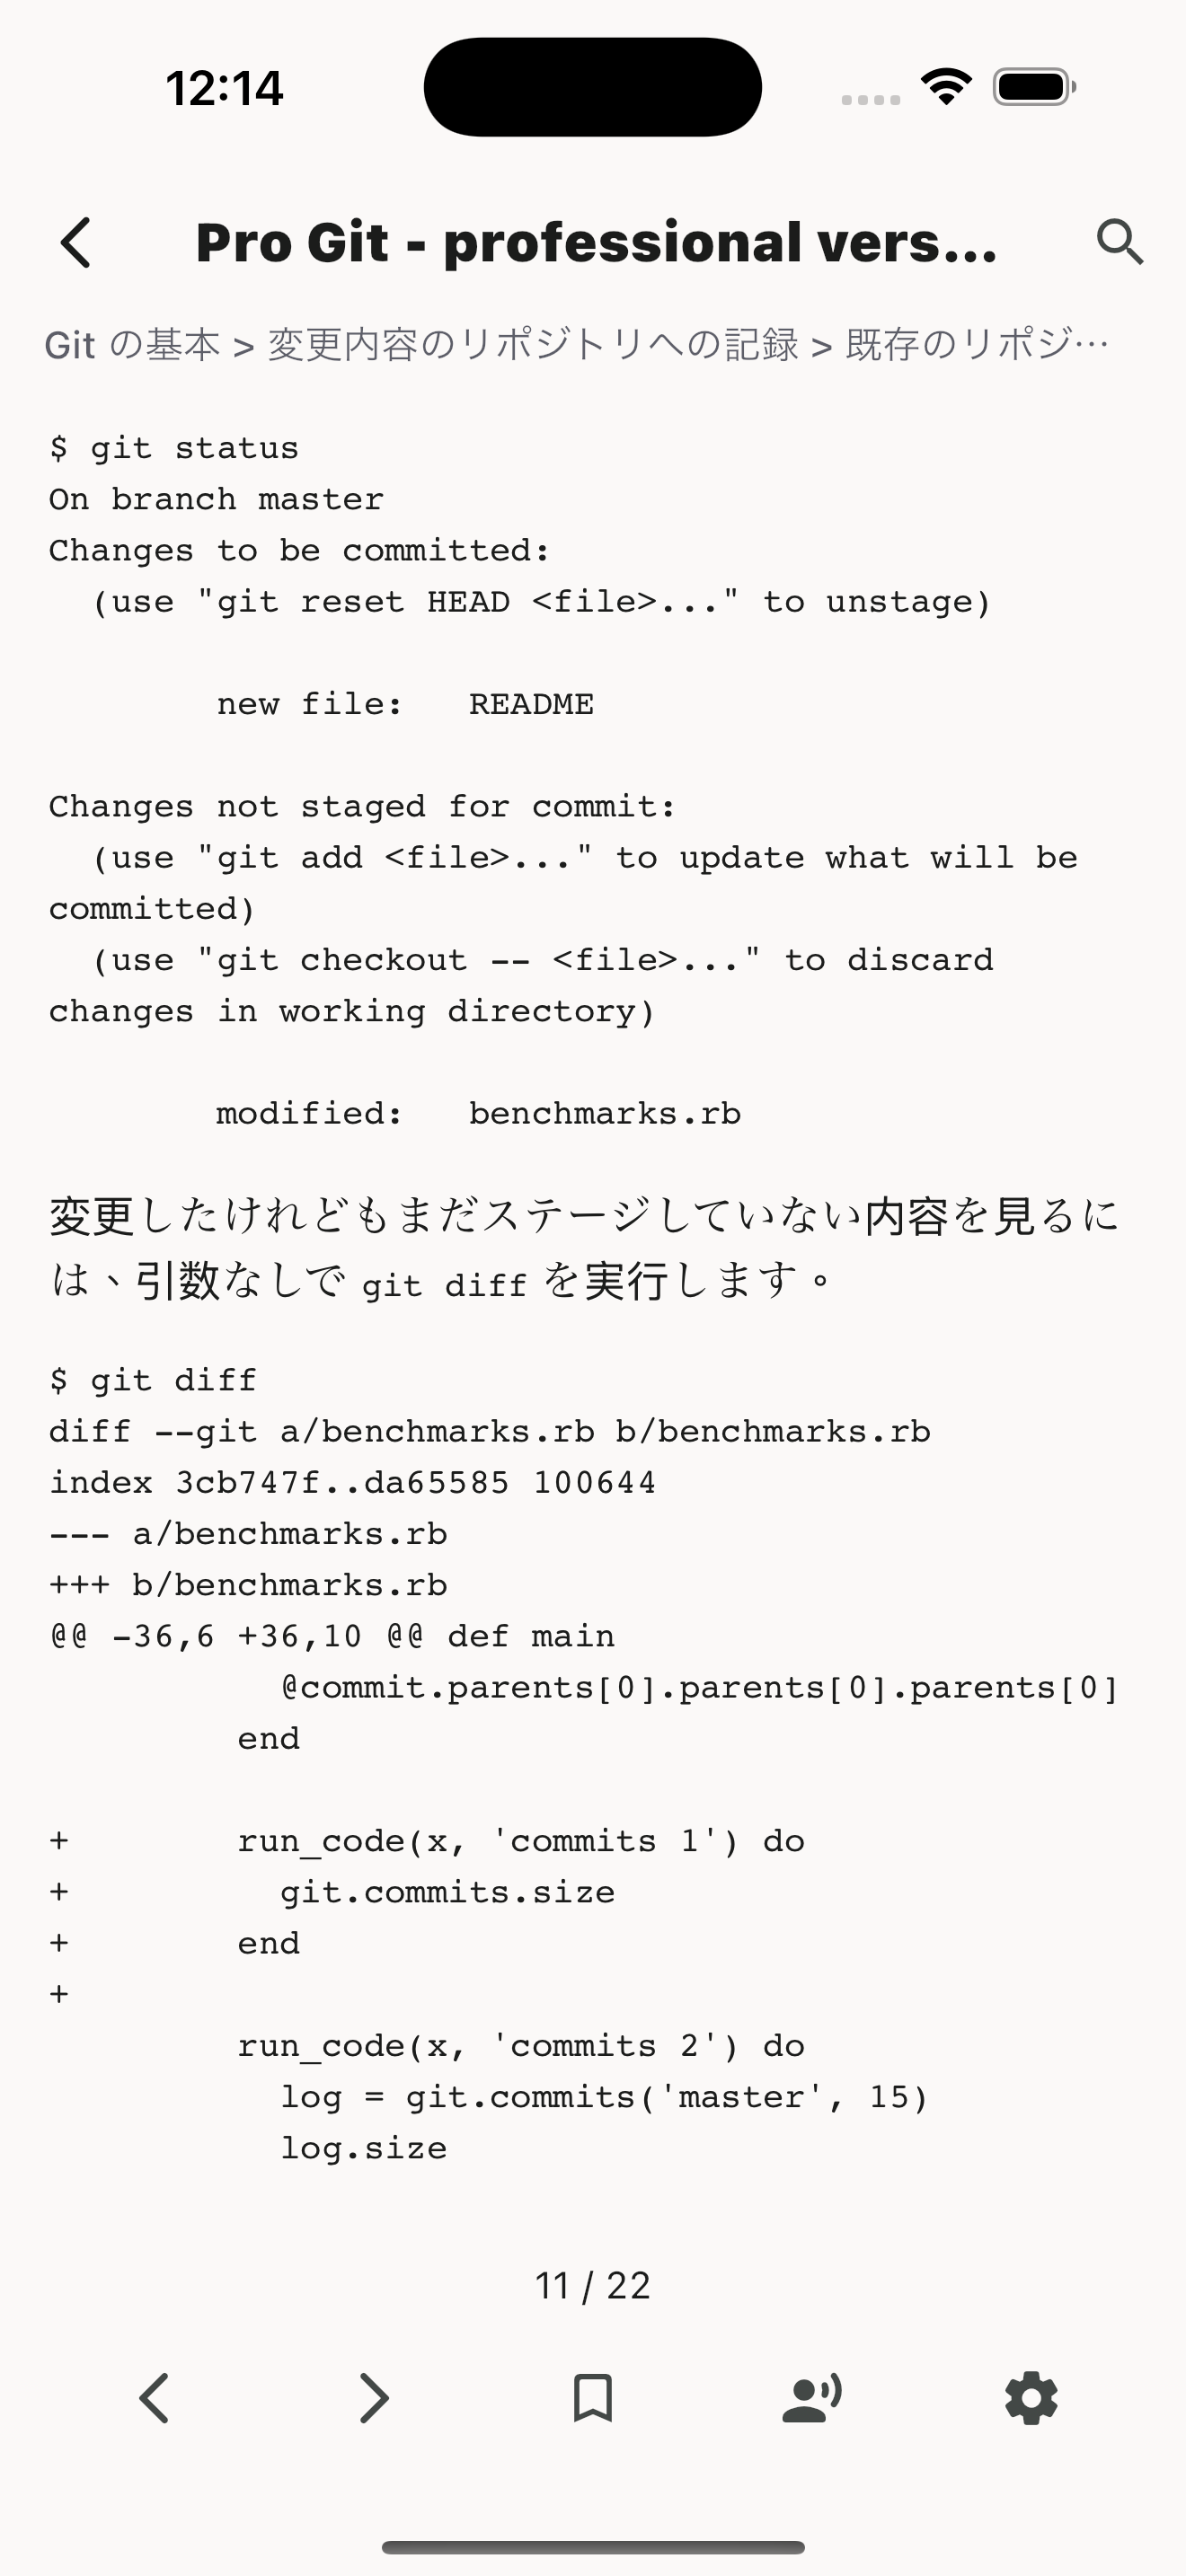 12:14
Pro Git - professional vers...
Git の基本 > 変更内容のリポジトリへの記録 > 既存のリポジ…
$ git status
On branch master
Changes to be committed:
  (use "git reset HEAD <file>..." to unstage)
        new file:   README
Changes not staged for commit:
  (use "git add <file>..." to update what will be
committed)
  (use "git checkout -- <file>..." to discard
changes in working directory)
        modified:   benchmarks.rb
変更したけれどもまだステージしていない内容を見るに
は、引数なしで git diff を実行します。
$ git diff
diff --git a/benchmarks.rb b/benchmarks.rb
index 3cb747f..da65585 100644
--- a/benchmarks.rb
+++ b/benchmarks.rb
@@ -36,6 +36,10 @@ def main
           @commit.parents[0].parents[0].parents[0]
         end
+        run_code(x, 'commits 1') do
+          git.commits.size
+        end
+
         run_code(x, 'commits 2') do
           log = git.commits('master', 15)
           log.size
11 / 22